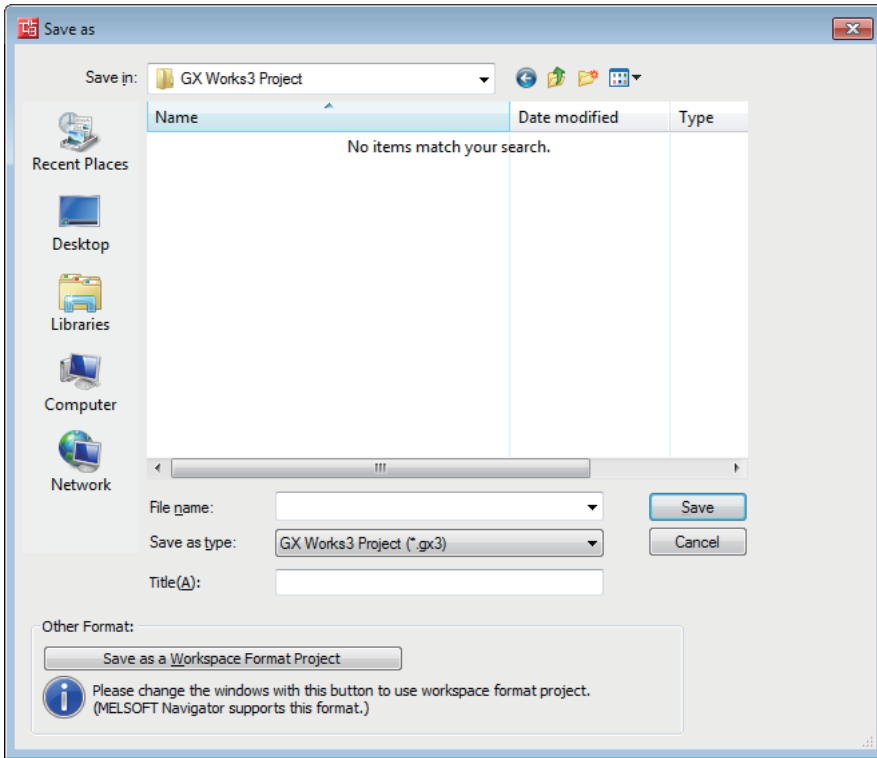 Save as
Save in: GX Works3 Project
Name Date modified Type
No items match your search.
Recent Places
Desktop
Libraries
Computer
Network
File name: Save
Save as type: GX Works3 Project (*.gx3) Cancel
Title(A):
Other Format:
Save as a Workspace Format Project
Please change the windows with this button to use workspace format project.
(MELSOFT Navigator supports this format.)